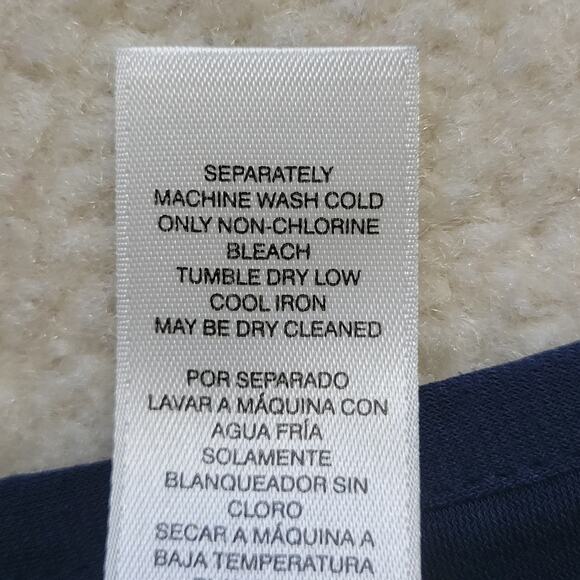 SEPARATELY
MACHINE WASH COLD
ONLY NON-CHLORINE
BLEACH
TUMBLE DRY LOW
COOL IRON
MAY BE DRY CLEANED
POR SEPARADO
LAVAR A MÁQUINA CON
AGUA FRÍA
SOLAMENTE
BLANQUEADOR SIN
CLORO
SECAR A MÁQUINA A
BAJA TEMPERATURA